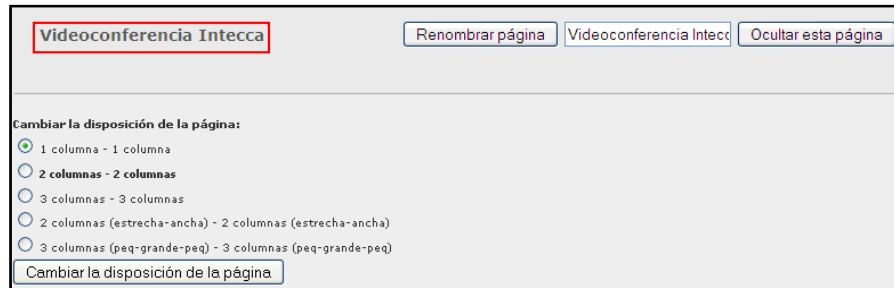 Videoconferencia Intecca
Renombrar página Videoconferencia Intecc Ocultar esta página
Cambiar la disposición de la página:
1 columna - 1 columna
2 columnas - 2 columnas
3 columnas - 3 columnas
2 columnas (estrecha-ancha) - 2 columnas (estrecha-ancha)
3 columnas (peq-grande-peq) - 3 columnas (peq-grande-peq)
Cambiar la disposición de la página